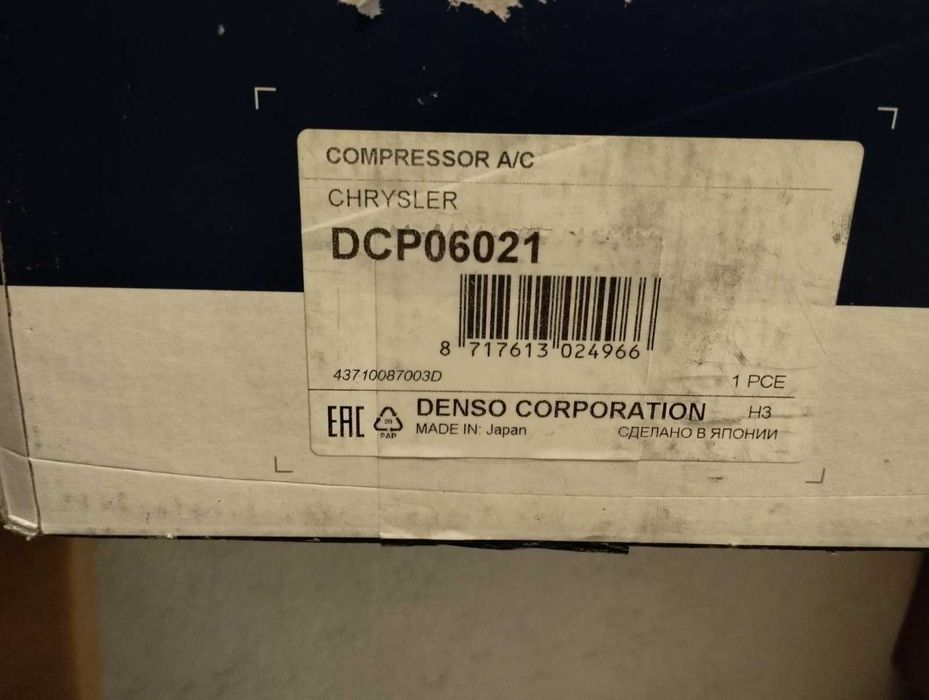 COMPRESSOR A/C
CHRYSLER
DCP06021
8 717613 024966
43710087003D
1 PCE
EAC
20
PAP
DENSO CORPORATION
H3
MADE IN: Japan
СДЕЛАНО В ЯПОНИИ